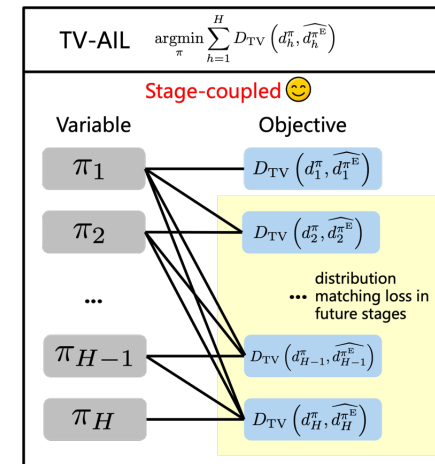 TV-AIL argmin_π ∑_{h=1}^{H} D_TV (d_h^π, \widehat{d_h^{π^E}})
Stage-coupled
Variable Objective
π_1 D_TV (d_1^π, \widehat{d_1^{π^E}})
π_2 D_TV (d_2^π, \widehat{d_2^{π^E}})
distribution
... ... matching loss in
future stages
π_{H-1} D_TV (d_{H-1}^π, \widehat{d_{H-1}^{π^E}})
π_H D_TV (d_H^π, \widehat{d_H^{π^E}})